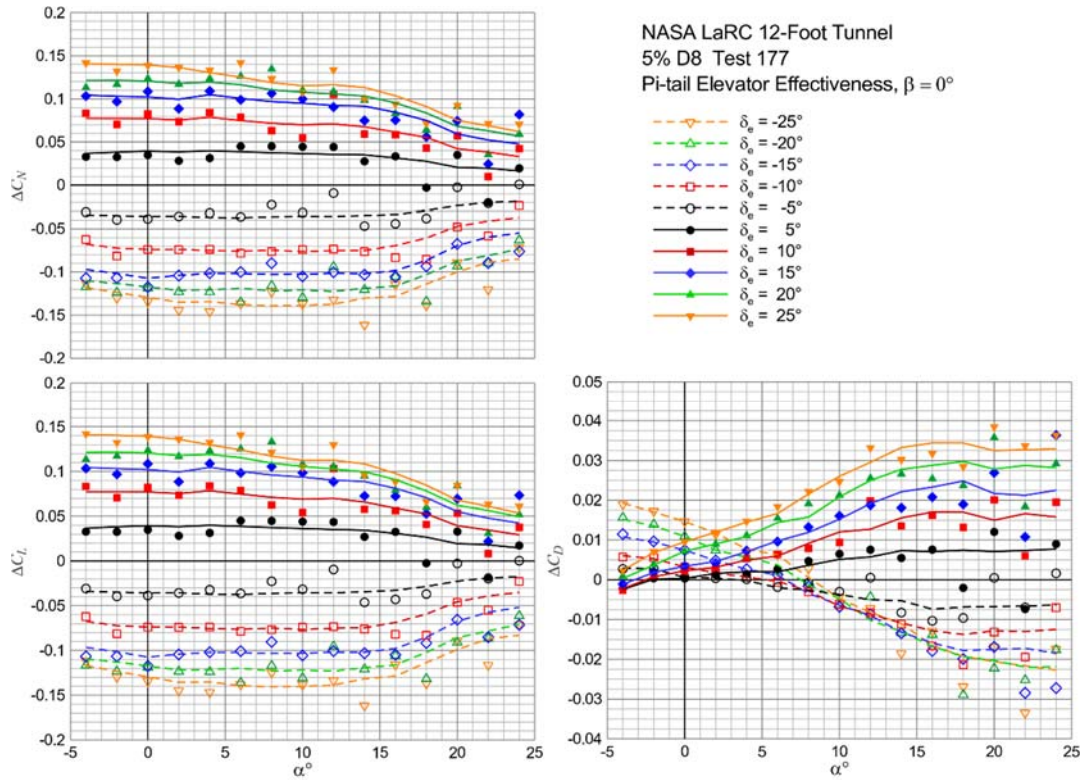 NASA LaRC 12-Foot Tunnel
5% D8 Test 177
Pi-tail Elevator Effectiveness, β = 0°
δe = -25°
δe = -20°
δe = -15°
δe = -10°
δe = -5°
δe = 5°
δe = 10°
δe = 15°
δe = 20°
δe = 25°
0.2
0.15
0.1
0.05
0
-0.05
-0.1
-0.15
-0.2
ΔCN
0.2
0.15
0.1
0.05
0
-0.05
-0.1
-0.15
-0.2
ΔCL
-5 0 5 10 15 20 25
α°
0.05
0.04
0.03
0.02
0.01
0
-0.01
-0.02
-0.03
-0.04
ΔCD
-5 0 5 10 15 20 25
α°